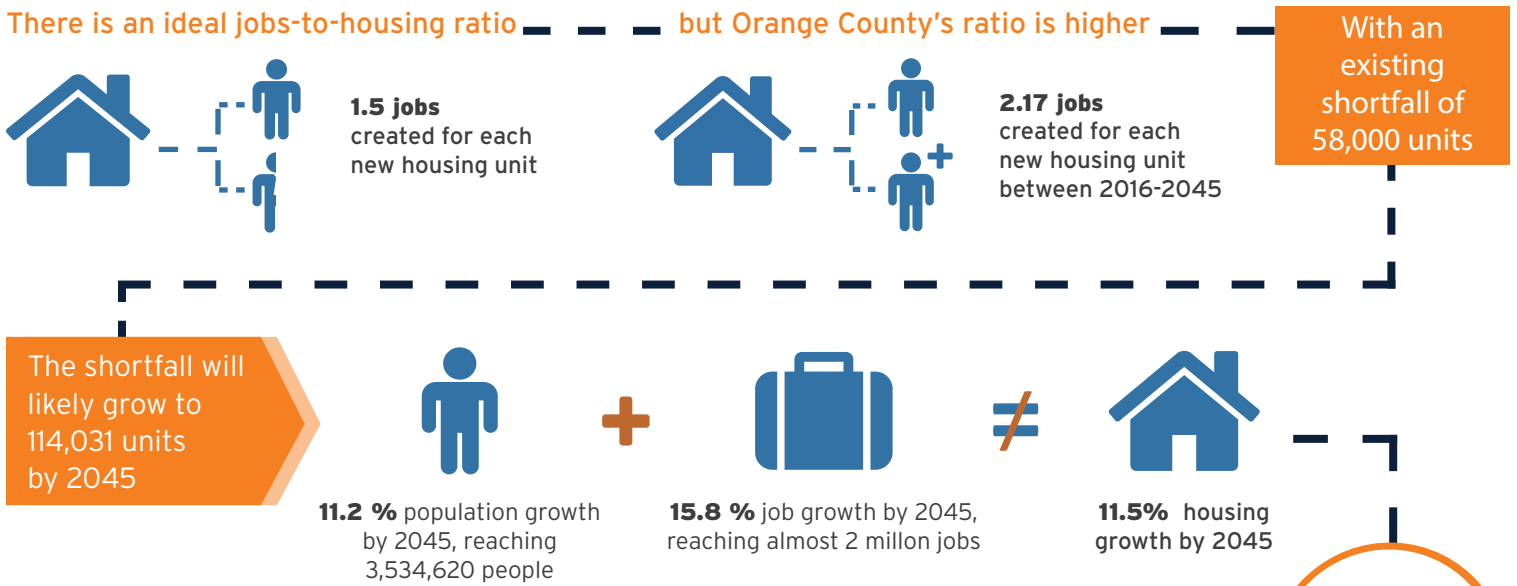 There is an ideal jobs-to-housing ratio
but Orange County's ratio is higher
With an
existing
shortfall of
58,000 units
1.5 jobs
created for each
new housing unit
2.17 jobs
created for each
new housing unit
between 2016-2045
The shortfall will
likely grow to
114,031 units
by 2045
11.2 % population growth
by 2045, reaching
3,534,620 people
15.8 % job growth by 2045,
reaching almost 2 millon jobs
11.5% housing
growth by 2045